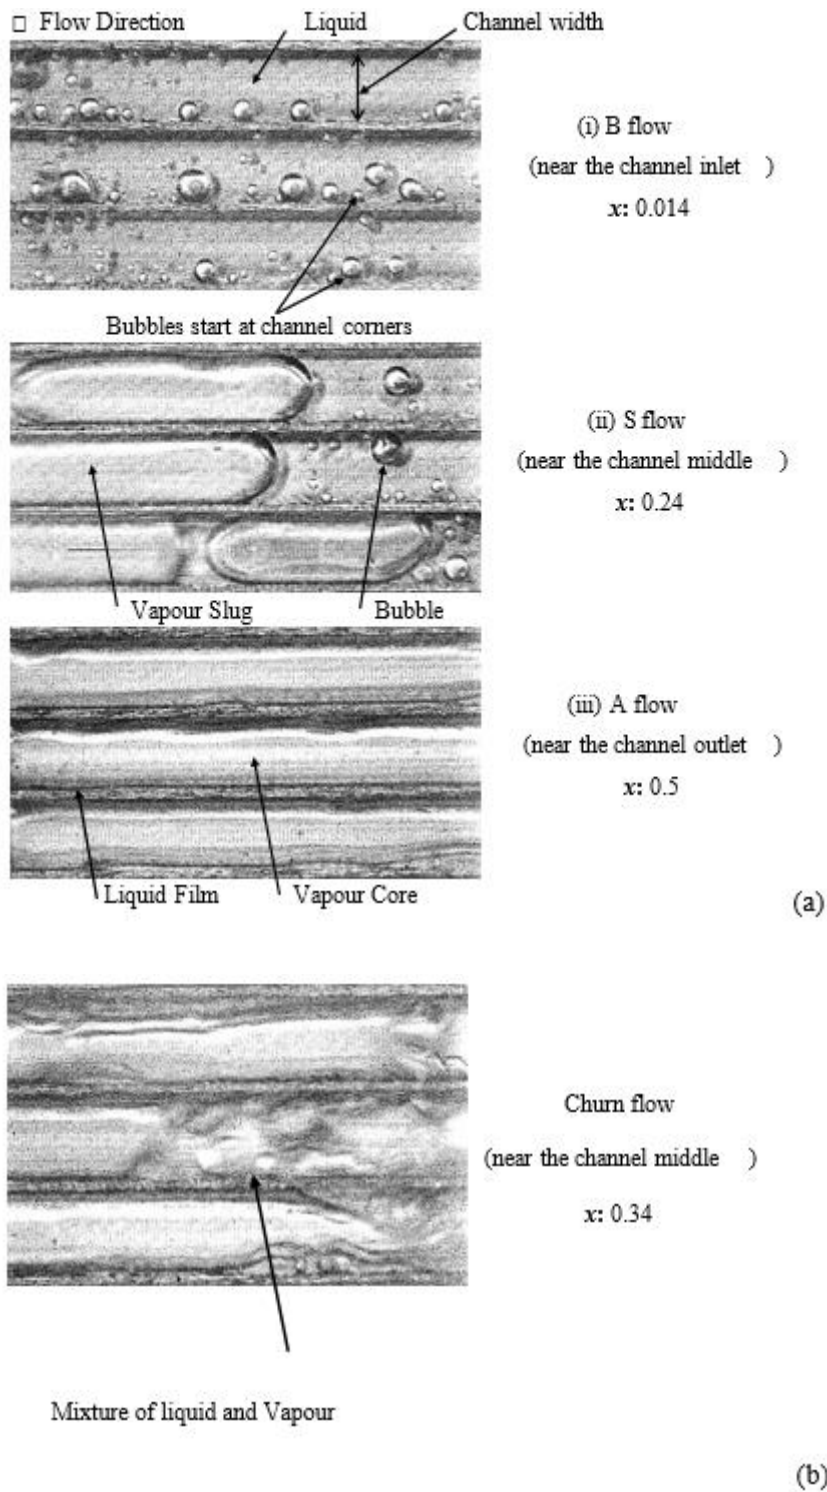 □ Flow Direction
Liquid
Channel width
(i) B flow
(near the channel inlet )
x: 0.014
Bubbles start at channel corners
(ii) S flow
(near the channel middle )
x: 0.24
Vapour Slug
Bubble
(iii) A flow
(near the channel outlet )
x: 0.5
Liquid Film
Vapour Core
(a)
Churn flow
(near the channel middle )
x: 0.34
Mixture of liquid and Vapour
(b)